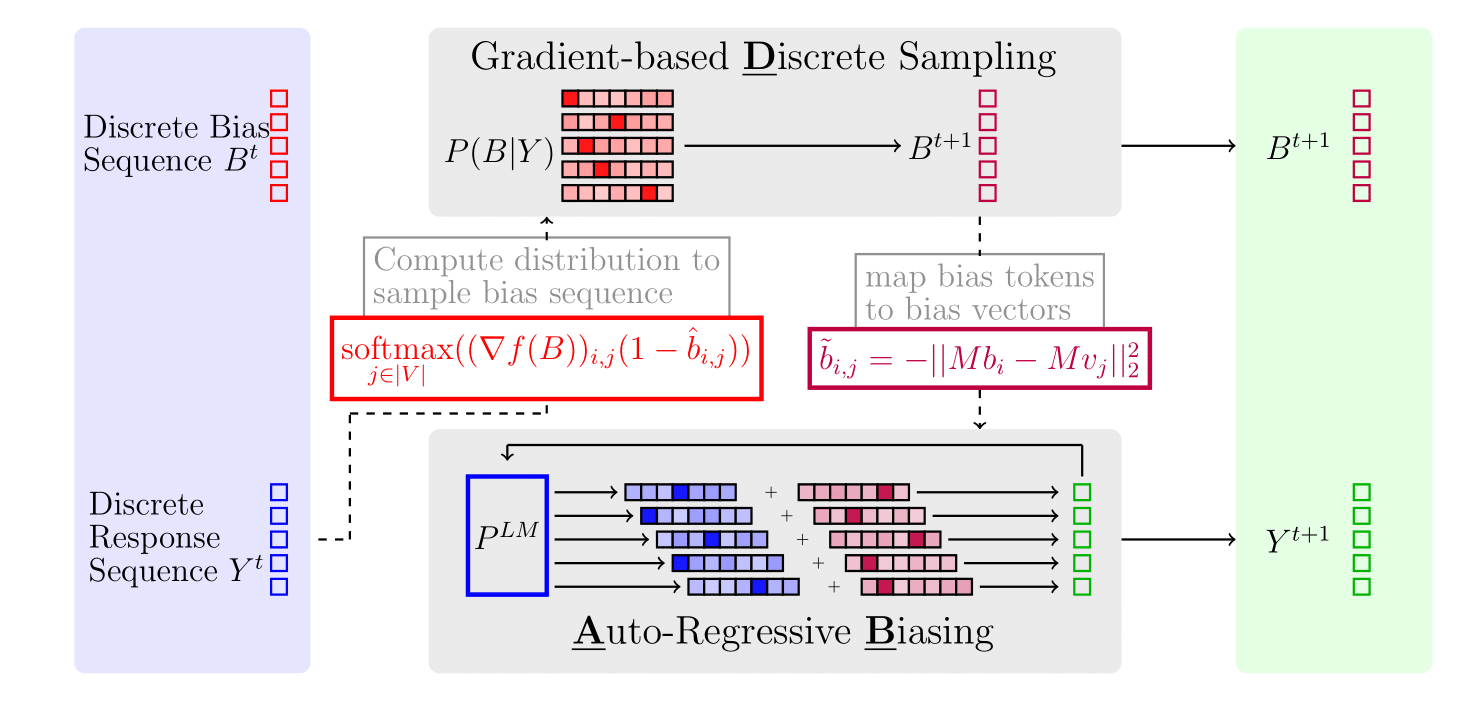 Gradient-based Discrete Sampling
Discrete Bias
Sequence $B^t$
$P(B|Y)$
$B^{t+1}$
$B^{t+1}$
Compute distribution to
sample bias sequence
$\underset{j\in|V|}{\text{softmax}}((\nabla f(B))_{i,j}(1-\hat{b}_{i,j}))$
map bias tokens
to bias vectors
$\tilde{b}_{i,j} = -||Mb_i - Mv_j||_2^2$
Discrete
Response
Sequence $Y^t$
$P^{LM}$
+
+
+
+
+
$Y^{t+1}$
Auto-Regressive Biasing